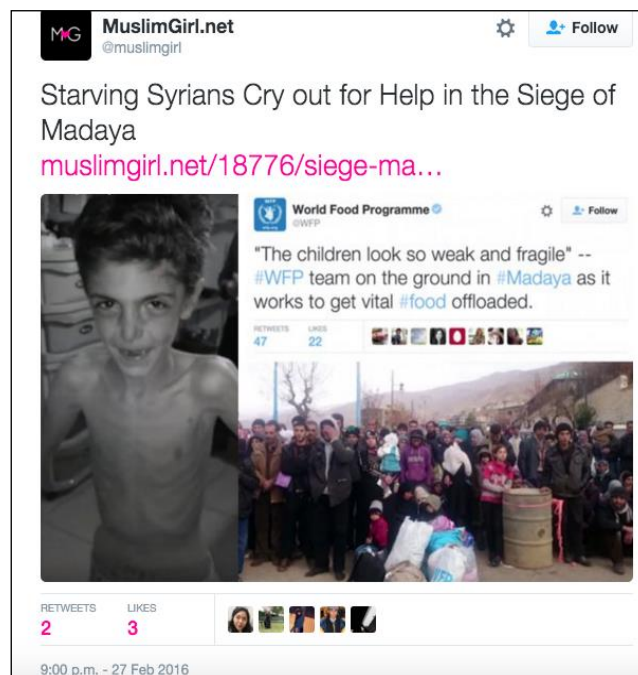 MG
MuslimGirl.net
@muslimgirl
Follow
Starving Syrians Cry out for Help in the Siege of
Madaya
muslimgirl.net/18776/siege-ma...
WFP
World Food Programme
@WFP
Follow
"The children look so weak and fragile" --
#WFP team on the ground in #Madaya as it
works to get vital #food offloaded.
RETWEETS LIKES
47 22
RETWEETS LIKES
2 3
9:00 p.m. - 27 Feb 2016